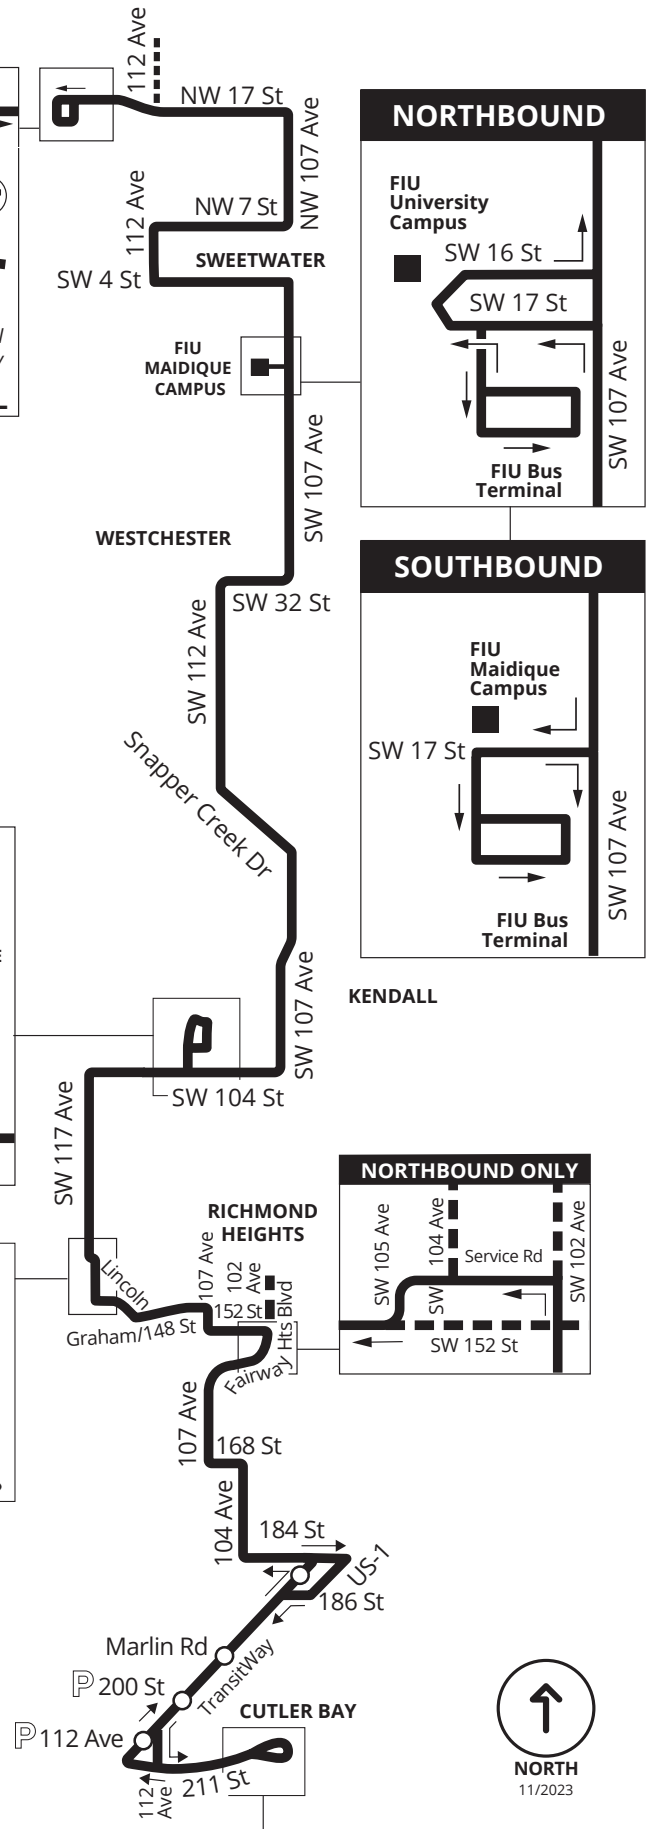 112 Ave
NW 17 St
NW 107 Ave
NW 7 St
112 Ave
SWEETWATER
SW 4 St
FIU
MAIDIQUE
CAMPUS
SW 107 Ave
WESTCHESTER
SW 32 St
SW 112 Ave
Snapper Creek Dr
SW 107 Ave
KENDALL
SW 104 St
SW 117 Ave
RICHMOND
HEIGHTS
Lincoln
Graham/148 St
107 Ave
102
Ave
152 St
Fairway Hts Blvd
107 Ave
168 St
104 Ave
184 St
US-1
186 St
Marlin Rd
TransitWay
P 200 St
CUTLER BAY
P 112 Ave
211 St
112
Ave
NORTHBOUND
FIU
University
Campus
SW 16 St
SW 17 St
SW 107 Ave
FIU Bus
Terminal
SOUTHBOUND
FIU
Maidique
Campus
SW 17 St
SW 107 Ave
FIU Bus
Terminal
NORTHBOUND ONLY
SW 105 Ave
SW 104 Ave
Service Rd
SW 102 Ave
SW 152 St
NORTH
11/2023